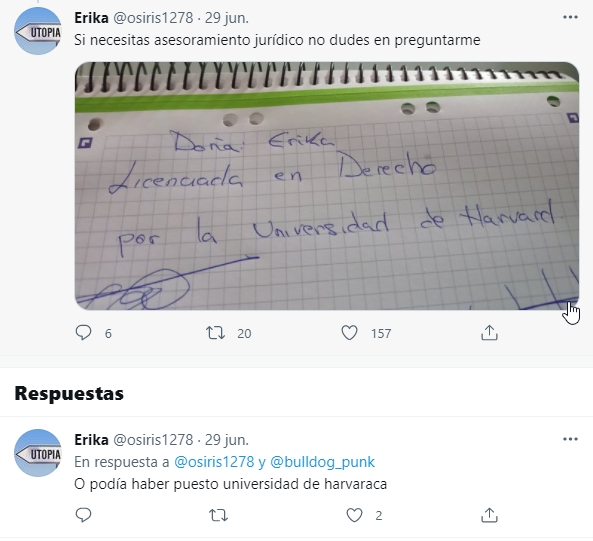 Erika @osiris1278 · 29 jun.
UTOPIA
Si necesitas asesoramiento jurídico no dudes en preguntarme
Doña: Erika
Licenciada en Derecho
por la Universidad de Harvard
6 20 157
Respuestas
Erika @osiris1278 · 29 jun.
UTOPIA
En respuesta a @osiris1278 y @bulldog_punk
O podía haber puesto universidad de harvaraca
2